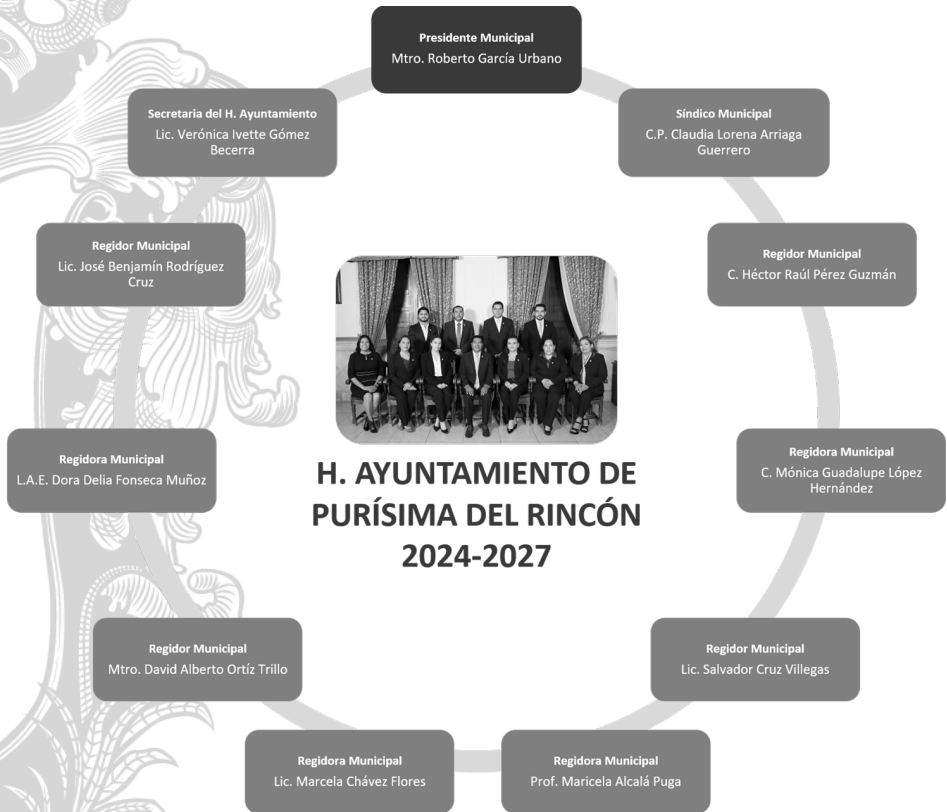 Presidente Municipal
Mtro. Roberto García Urbano
Secretaria del H. Ayuntamiento
Lic. Verónica Ivette Gómez
Becerra
Síndico Municipal
C.P. Claudia Lorena Arriaga
Guerrero
Regidor Municipal
Lic. José Benjamín Rodríguez
Cruz
Regidor Municipal
C. Héctor Raúl Pérez Guzmán
Regidora Municipal
L.A.E. Dora Delia Fonseca Muñoz
Regidora Municipal
C. Mónica Guadalupe López
Hernández
H. AYUNTAMIENTO DE
PURÍSIMA DEL RINCÓN
2024-2027
Regidor Municipal
Mtro. David Alberto Ortíz Trillo
Regidor Municipal
Lic. Salvador Cruz Villegas
Regidora Municipal
Lic. Marcela Chávez Flores
Regidora Municipal
Prof. Maricela Alcalá Puga